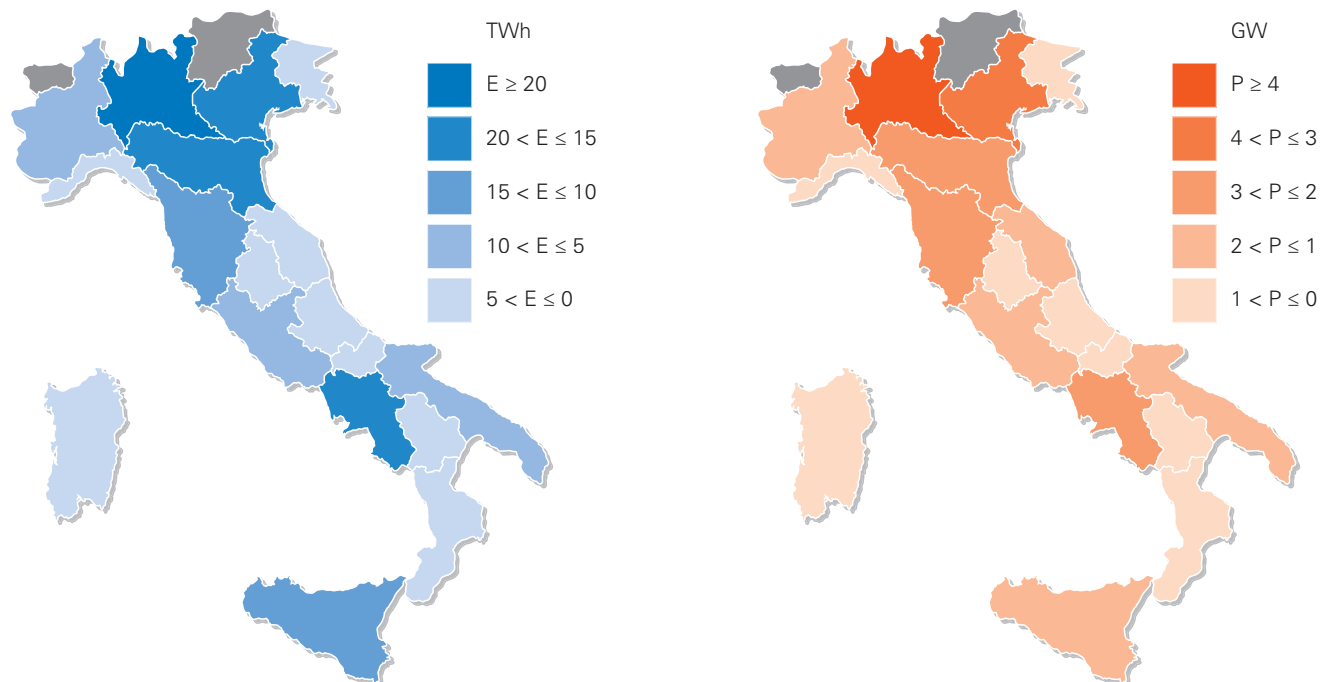 TWh
E ≥ 20
20 < E ≤ 15
15 < E ≤ 10
10 < E ≤ 5
5 < E ≤ 0
GW
P ≥ 4
4 < P ≤ 3
3 < P ≤ 2
2 < P ≤ 1
1 < P ≤ 0